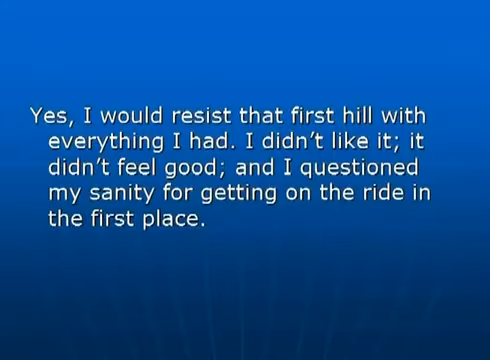 Yes, I would resist that first hill with
everything I had. I didn’t like it; it
didn’t feel good; and I questioned
my sanity for getting on the ride in
the first place.